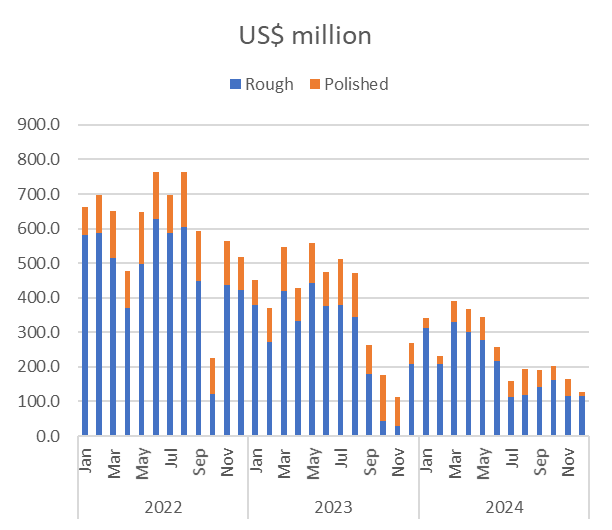 US$ million
Rough Polished
900.0
800.0
700.0
600.0
500.0
400.0
300.0
200.0
100.0
0.0
Jan Mar May Jul Sep Nov Jan Mar May Jul Sep Nov Jan Mar May Jul Sep Nov
2022 2023 2024